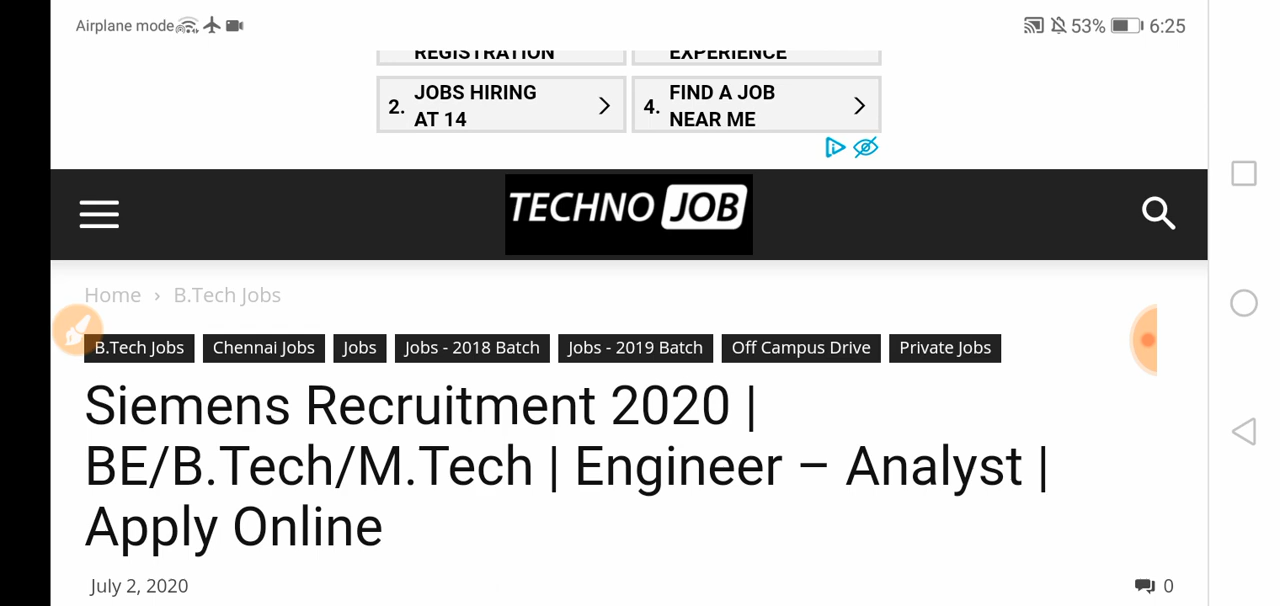 Airplane mode 53% 6:25
REGISTRATION EXPERIENCE
2. JOBS HIRING AT 14
4. FIND A JOB NEAR ME
TECHNO JOB
Home › B.Tech Jobs
B.Tech Jobs Chennai Jobs Jobs Jobs - 2018 Batch Jobs - 2019 Batch Off Campus Drive Private Jobs
Siemens Recruitment 2020 |
BE/B.Tech/M.Tech | Engineer – Analyst |
Apply Online
July 2, 2020 0